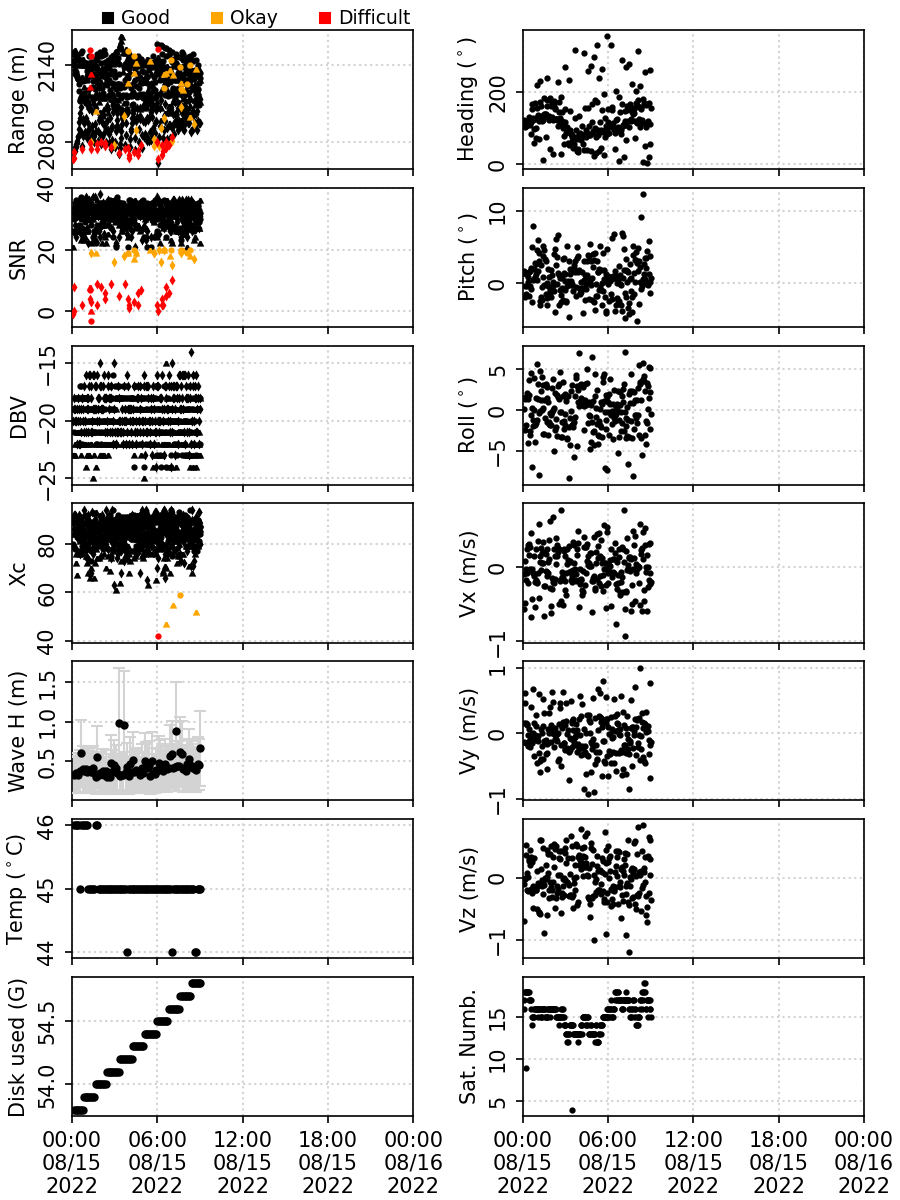 Good Okay Difficult
Range (m)
2140
2080
Heading (°)
200
0
SNR
40
20
0
Pitch (°)
10
0
DBV
−15
−20
−25
Roll (°)
5
0
−5
Xc
80
60
40
Vx (m/s)
0
−1
Wave H (m)
1.5
1.0
0.5
Vy (m/s)
1
0
−1
Temp (°C)
46
45
44
Vz (m/s)
0
−1
Disk used (G)
54.5
54.0
Sat. Numb.
15
10
5
00:00 06:00 12:00 18:00 00:00
08/15 08/15 08/15 08/15 08/16
2022 2022 2022 2022 2022
00:00 06:00 12:00 18:00 00:00
08/15 08/15 08/15 08/15 08/16
2022 2022 2022 2022 2022